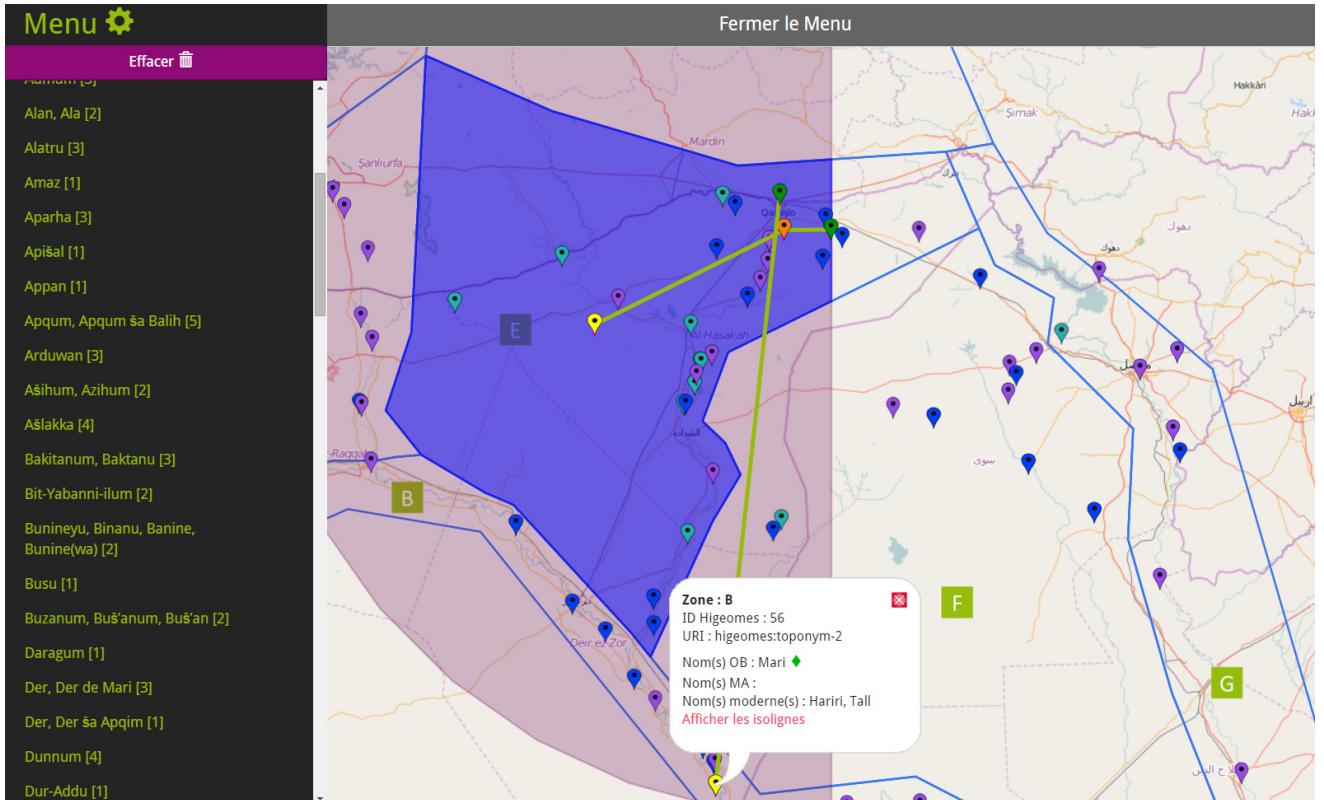 Menu
Fermer le Menu
Effacer
Alan, Ala [2]
Alatru [3]
Amaz [1]
Aparha [3]
Apišal [1]
Appan [1]
Apqum, Apqum ša Balih [5]
Arduwan [3]
Ašihum, Azihum [2]
Ašlakka [4]
Bakitanum, Baktanu [3]
Bit-Yabanni-ilum [2]
Bunineyu, Binanu, Banine,
Bunine(wa) [2]
Busu [1]
Buzanum, Buš'anum, Buš'an [2]
Daragum [1]
Der, Der de Mari [3]
Der, Der ša Apqim [1]
Dunnum [4]
Dur-Addu [1]
Hakkâri
Şırnak
Mardin
Şanlıurfa
دهوك
دهوك
E
Al-Hasakah
الشدادة
B
Deir ez-Zor
F
G
اربيل
Zone : B
ID Higeomes : 56
URI : higeomes:toponym-2
Nom(s) OB : Mari
Nom(s) MA :
Nom(s) moderne(s) : Hariri, Tall
Afficher les isolignes